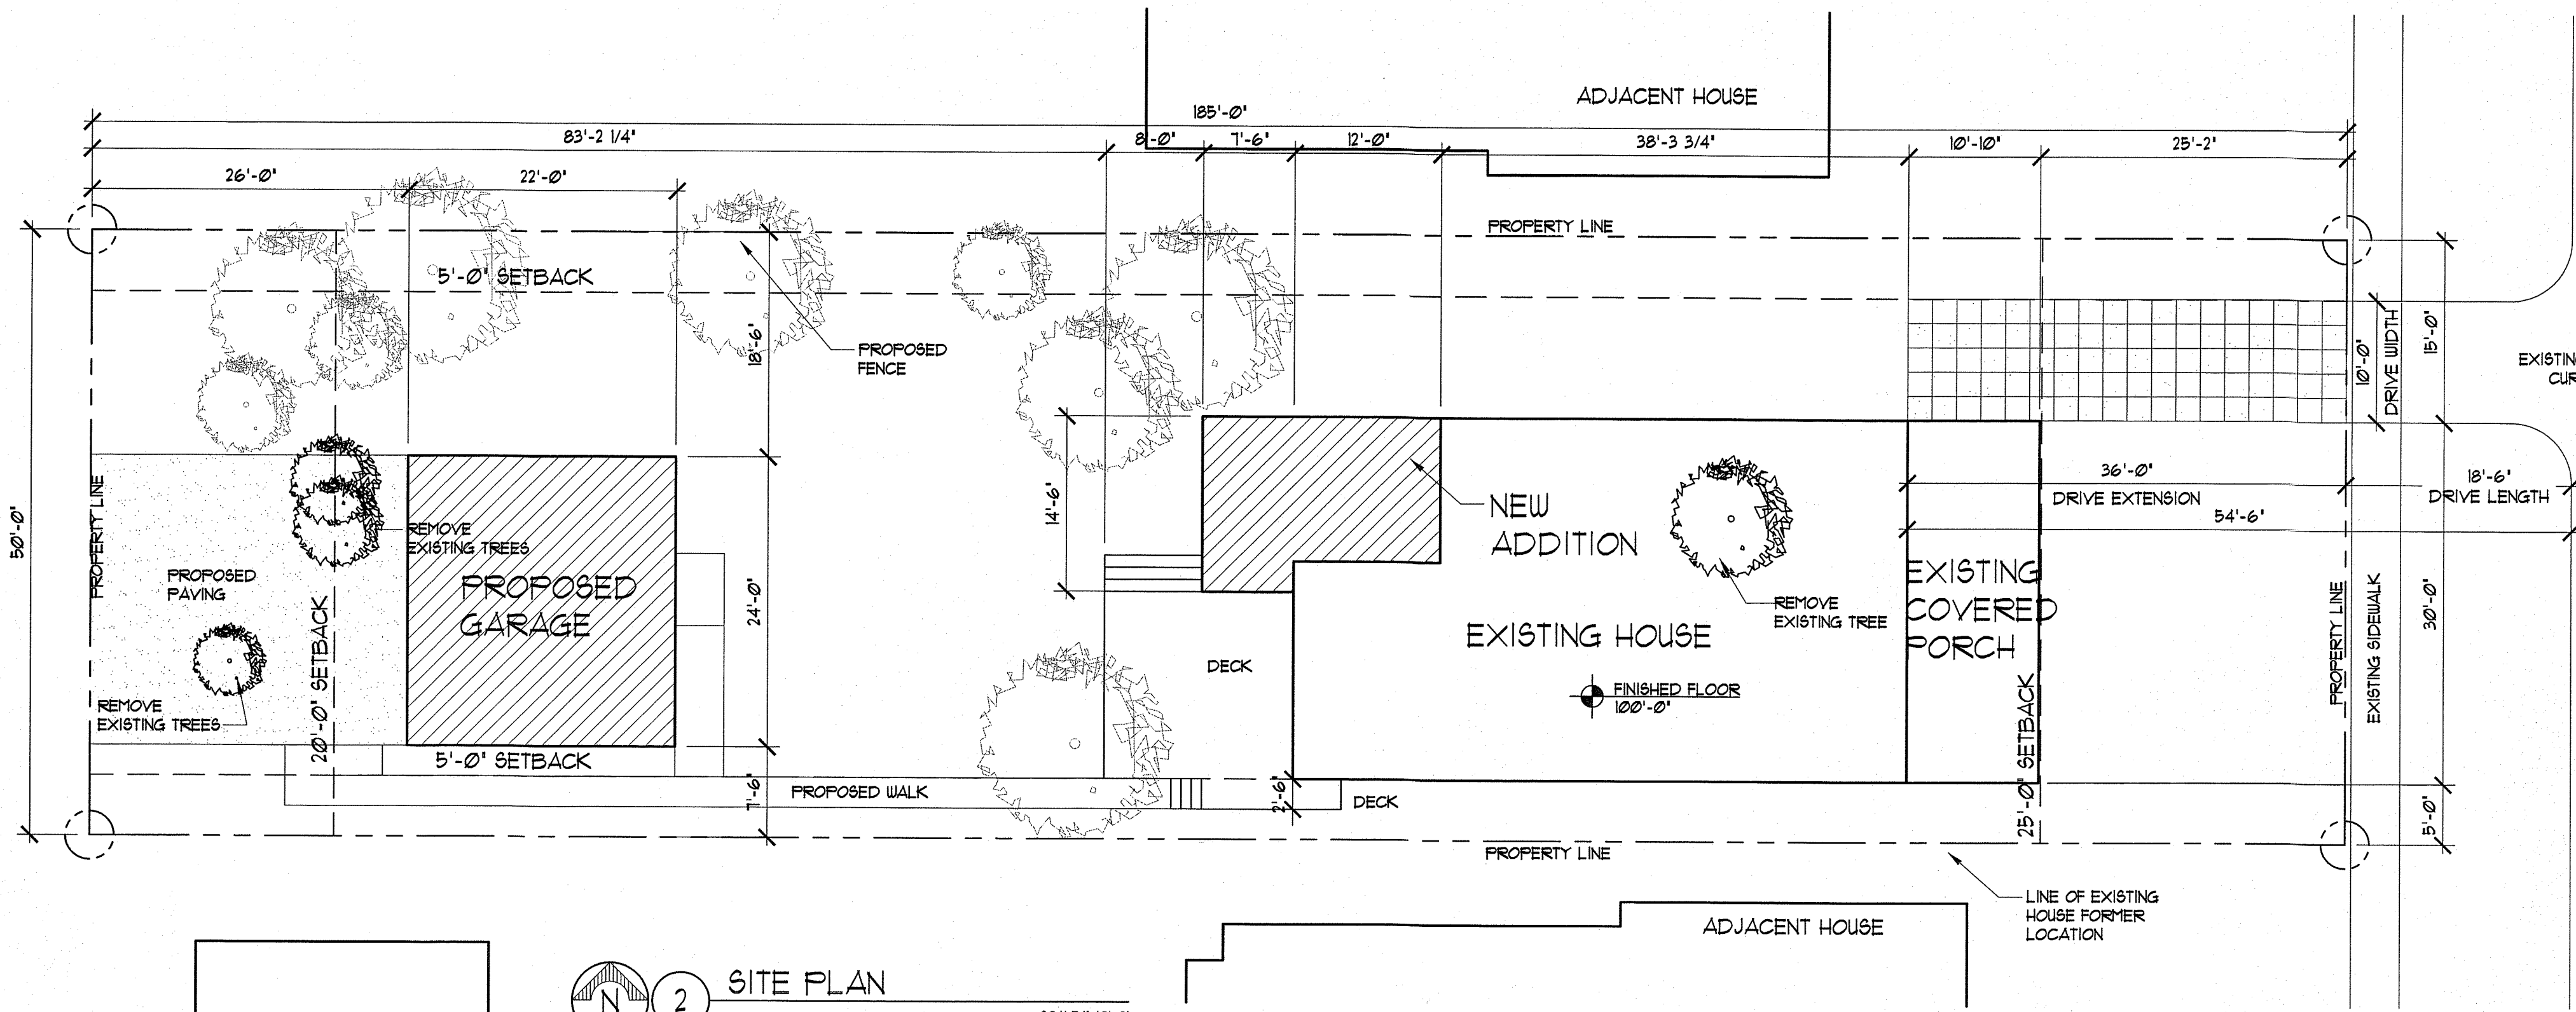 ADJACENT HOUSE
185'-0"
83'-2 1/4"
8'-0"
7'-6"
12'-0"
38'-3 3/4"
10'-10"
25'-2"
26'-0"
22'-0"
PROPERTY LINE
5'-0" SETBACK
18'-6"
PROPOSED
FENCE
10'-0"
DRIVE WIDTH
15'-0"
50'-0"
PROPERTY LINE
REMOVE
EXISTING TREES
PROPOSED
PAVING
PROPOSED
GARAGE
24'-0"
20'-0" SETBACK
REMOVE
EXISTING TREES
5'-0" SETBACK
7'-6"
PROPOSED WALK
14'-6"
NEW
ADDITION
REMOVE
EXISTING TREE
EXISTING HOUSE
DECK
FINISHED FLOOR
100'-0"
2'-6"
DECK
EXISTING
COVERED
PORCH
25'-0" SETBACK
36'-0"
DRIVE EXTENSION
18'-6"
DRIVE LENGTH
54'-6"
PROPERTY LINE
EXISTING SIDEWALK
30'-0"
5'-0"
PROPERTY LINE
LINE OF EXISTING
HOUSE FORMER
LOCATION
ADJACENT HOUSE
N
2
SITE PLAN